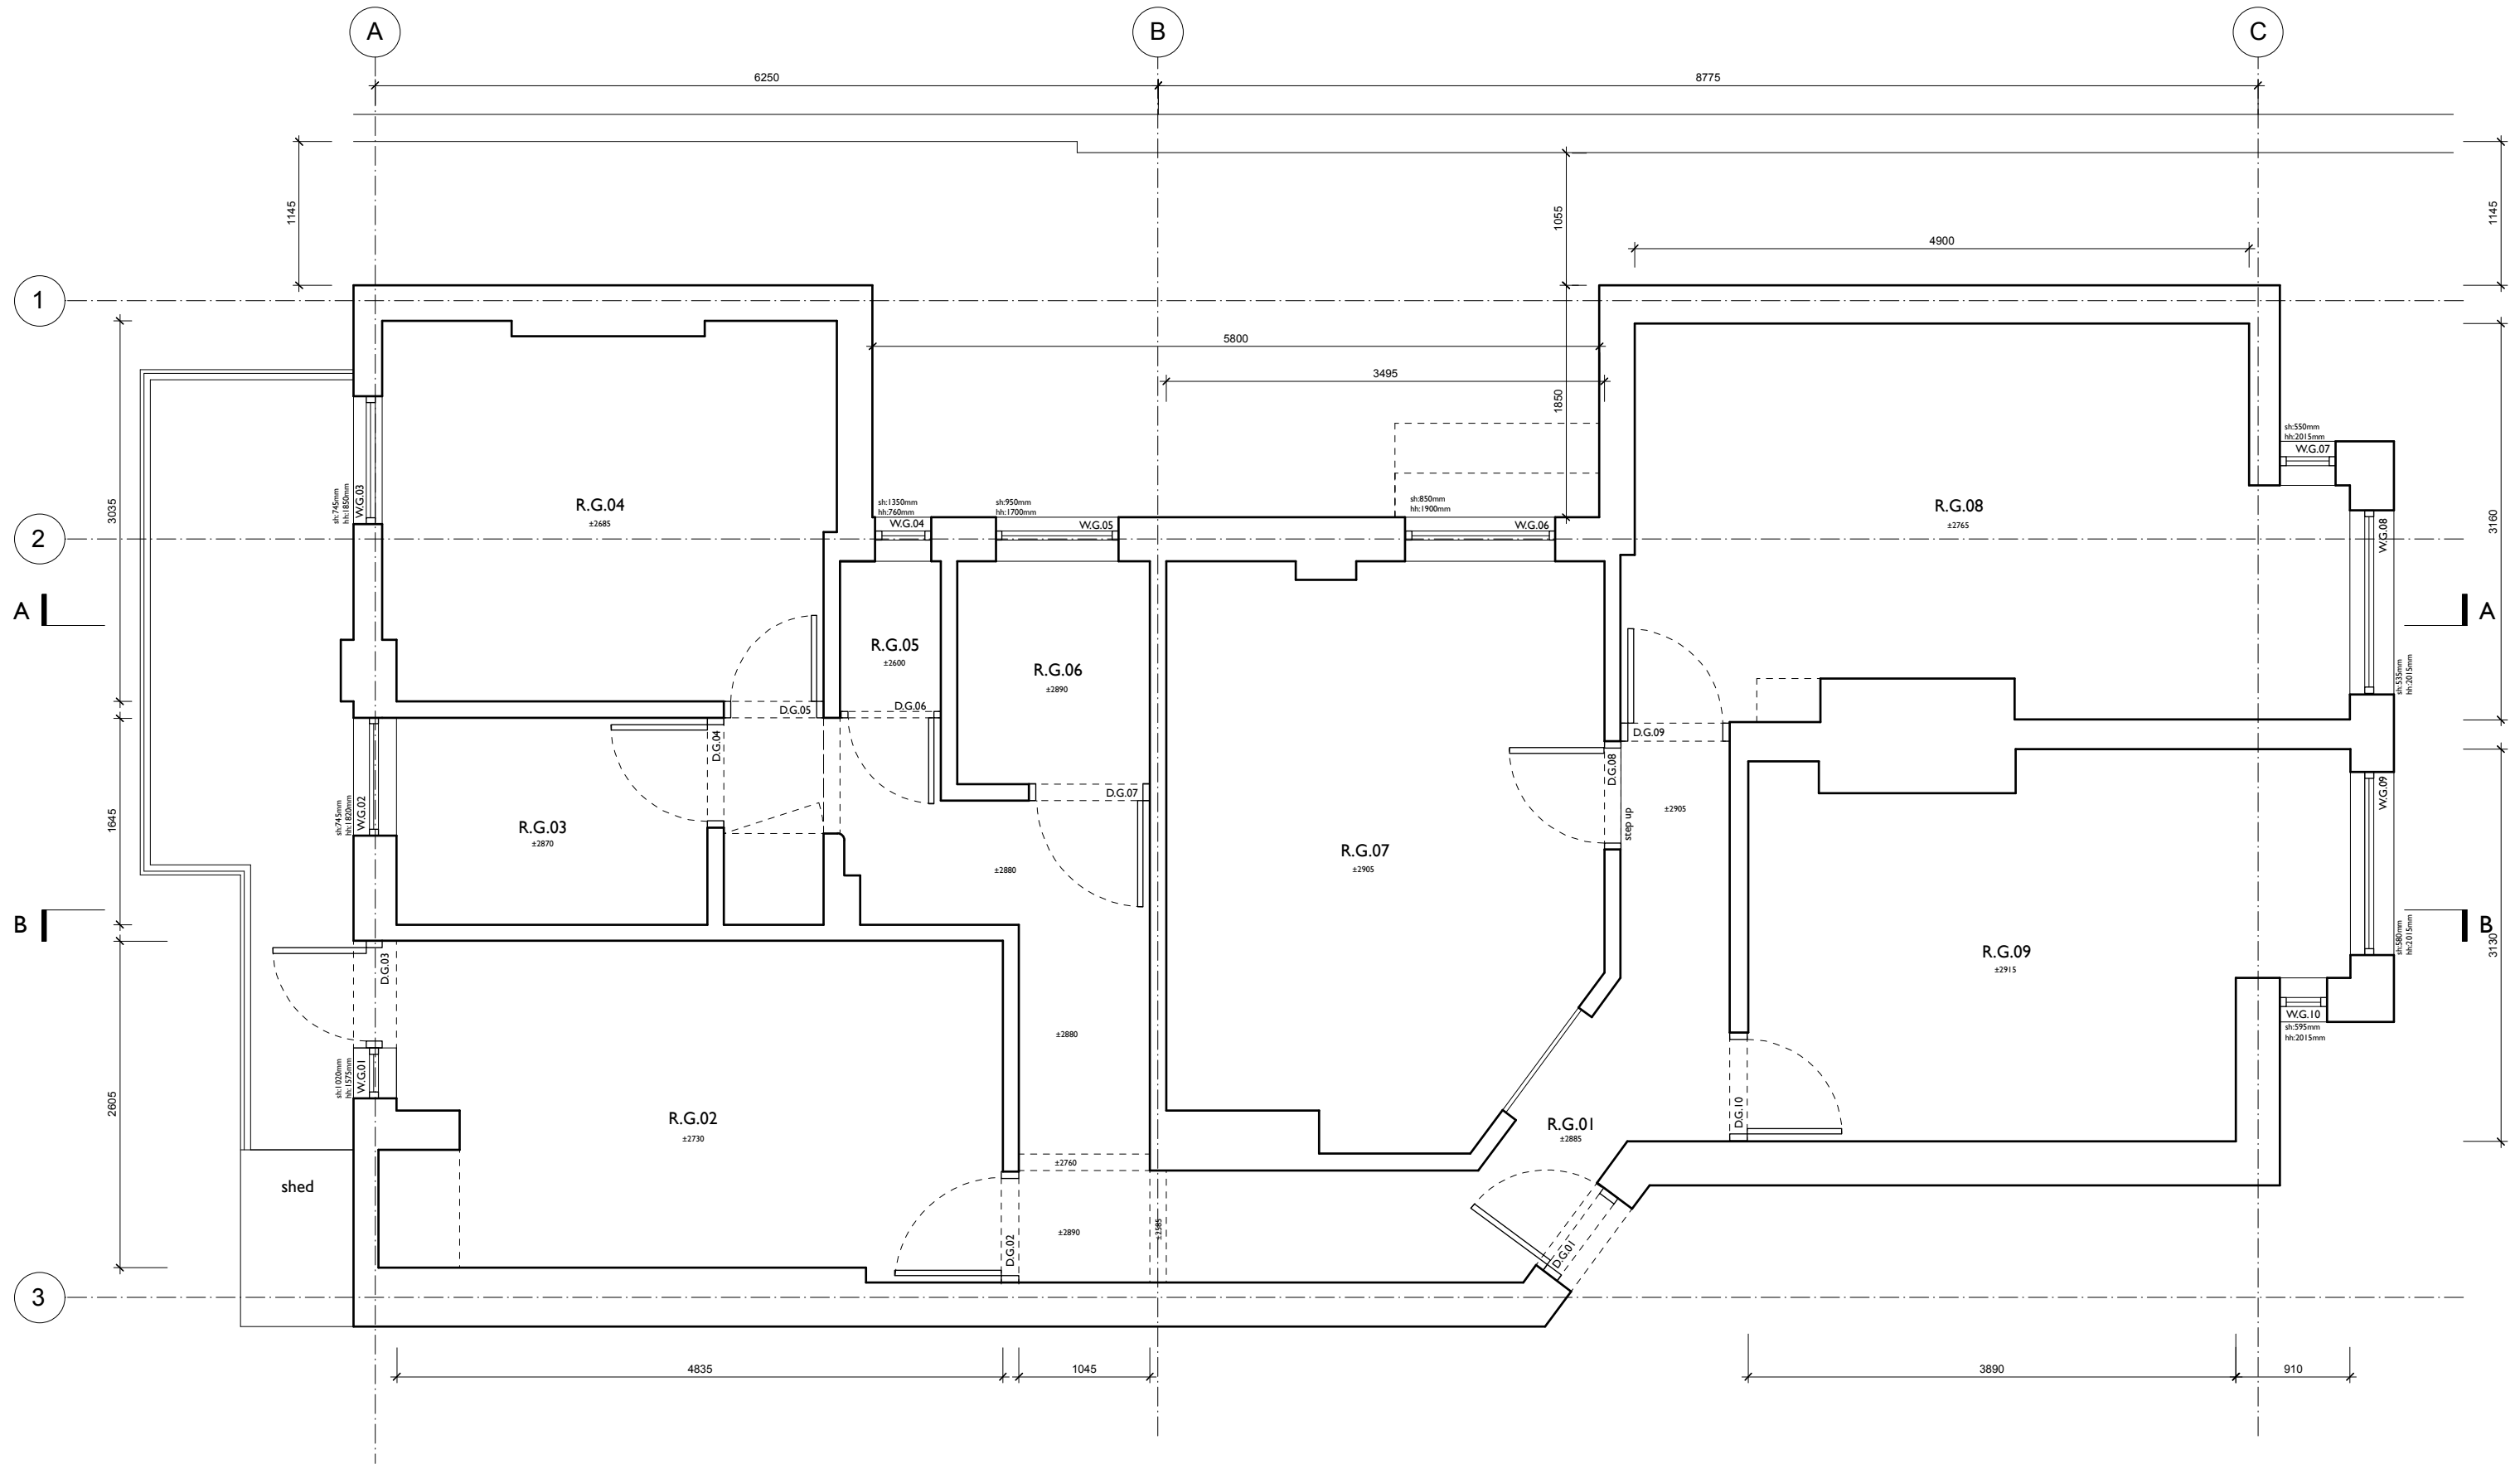 A
B
C
6250
8775
1145
1055
1145
4900
1
5800
3495
1850
sh:550mm
hh:2015mm
W.G.07
R.G.04
±2685
sh:745mm
hh:1850mm
W.G.03
3035
sh:1350mm
hh:760mm
W.G.04
sh:950mm
hh:1700mm
W.G.05
sh:850mm
hh:1900mm
W.G.06
R.G.08
±2765
W.G.08
3160
2
A
A
R.G.05
±2600
R.G.06
±2890
sh:535mm
hh:2015mm
D.G.05
D.G.06
D.G.04
D.G.09
D.G.08
step up
±2905
D.G.07
W.G.09
sh:745mm
hh:1820mm
W.G.02
1645
R.G.03
±2870
±2880
R.G.07
±2905
B
B
3130
sh:580mm
hh:2015mm
R.G.09
±2915
D.G.03
W.G.10
sh:595mm
hh:2015mm
±2880
sh:1020mm
hh:1575mm
W.G.01
2605
R.G.02
±2730
R.G.01
±2885
D.G.10
±2760
shed
±2890
±2585
D.G.02
D.G.01
3
4835
1045
3890
910